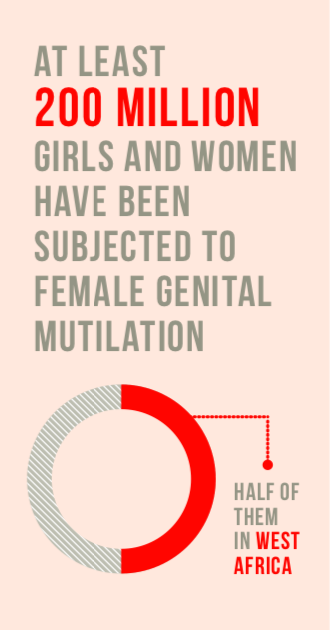 AT LEAST
200 MILLION
GIRLS AND WOMEN
HAVE BEEN
SUBJECTED TO
FEMALE GENITAL
MUTILATION
HALF OF
THEM
IN WEST
AFRICA